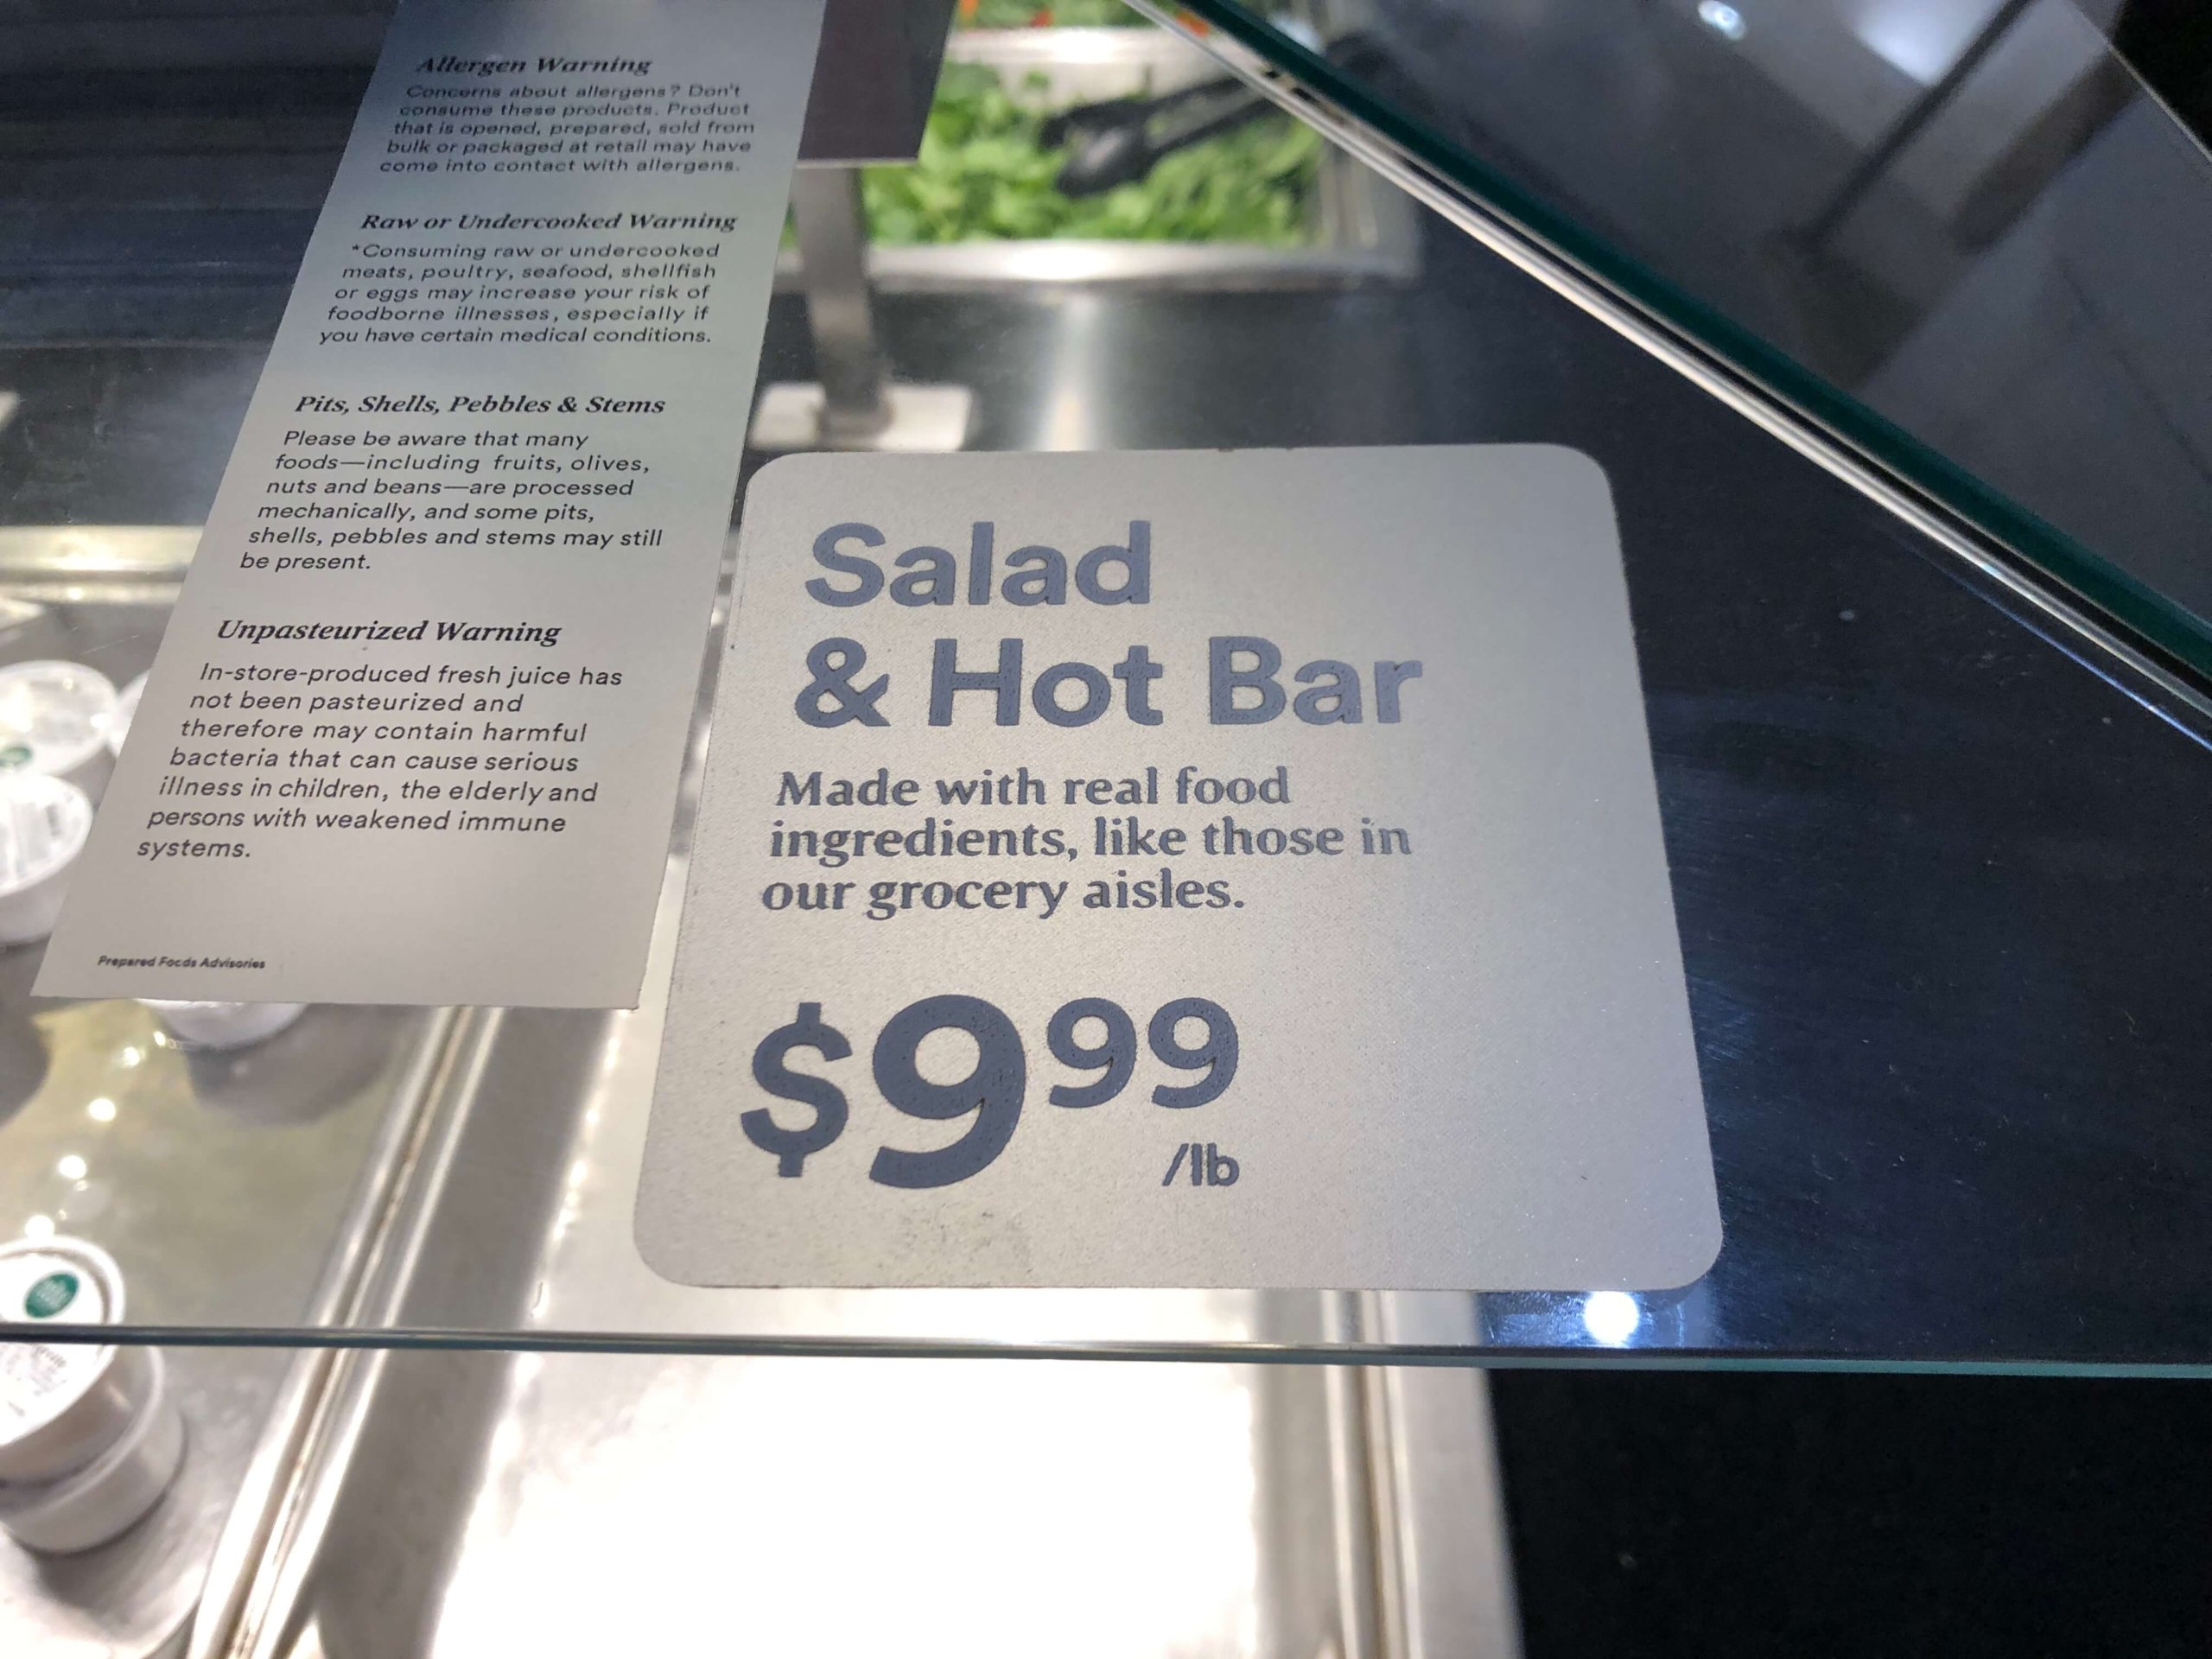 Allergen Warning
Concerns about allergens? Don't
consume these products. Product
that is opened, prepared, sold from
bulk or packaged at retail may have
come into contact with allergens.
Raw or Undercooked Warning
*Consuming raw or undercooked
meats, poultry, seafood, shellfish
or eggs may increase your risk of
foodborne illnesses, especially if
you have certain medical conditions.
Pits, Shells, Pebbles & Stems
Please be aware that many
foods—including fruits, olives,
nuts and beans—are processed
mechanically, and some pits,
shells, pebbles and stems may still
be present.
Unpasteurized Warning
In-store-produced fresh juice has
not been pasteurized and
therefore may contain harmful
bacteria that can cause serious
illness in children, the elderly and
persons with weakened immune
systems.
Prepared Foods Advisories
Salad
& Hot Bar
Made with real food
ingredients, like those in
our grocery aisles.
$999
/lb